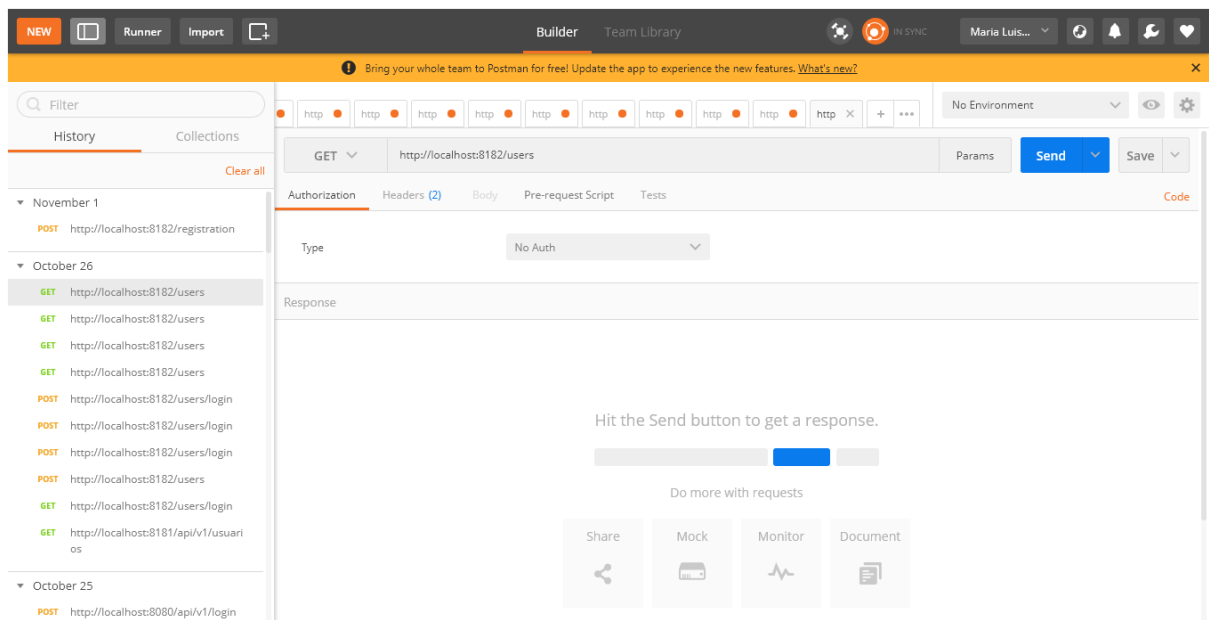 NEW Runner Import Builder Team Library IN SYNC Maria Luis...
Bring your whole team to Postman for free! Update the app to experience the new features. What's new?
Filter
History Collections
Clear all
November 1
POST http://localhost:8182/registration
October 26
GET http://localhost:8182/users
GET http://localhost:8182/users
GET http://localhost:8182/users
GET http://localhost:8182/users
POST http://localhost:8182/users/login
POST http://localhost:8182/users/login
POST http://localhost:8182/users/login
POST http://localhost:8182/users
GET http://localhost:8182/users/login
GET http://localhost:8181/api/v1/usuari
os
October 25
POST http://localhost:8080/api/v1/login
http http http http http http http http http http + •••
No Environment
GET http://localhost:8182/users Params Send Save
Authorization Headers (2) Body Pre-request Script Tests Code
Type No Auth
Response
Hit the Send button to get a response.
Do more with requests
Share Mock Monitor Document